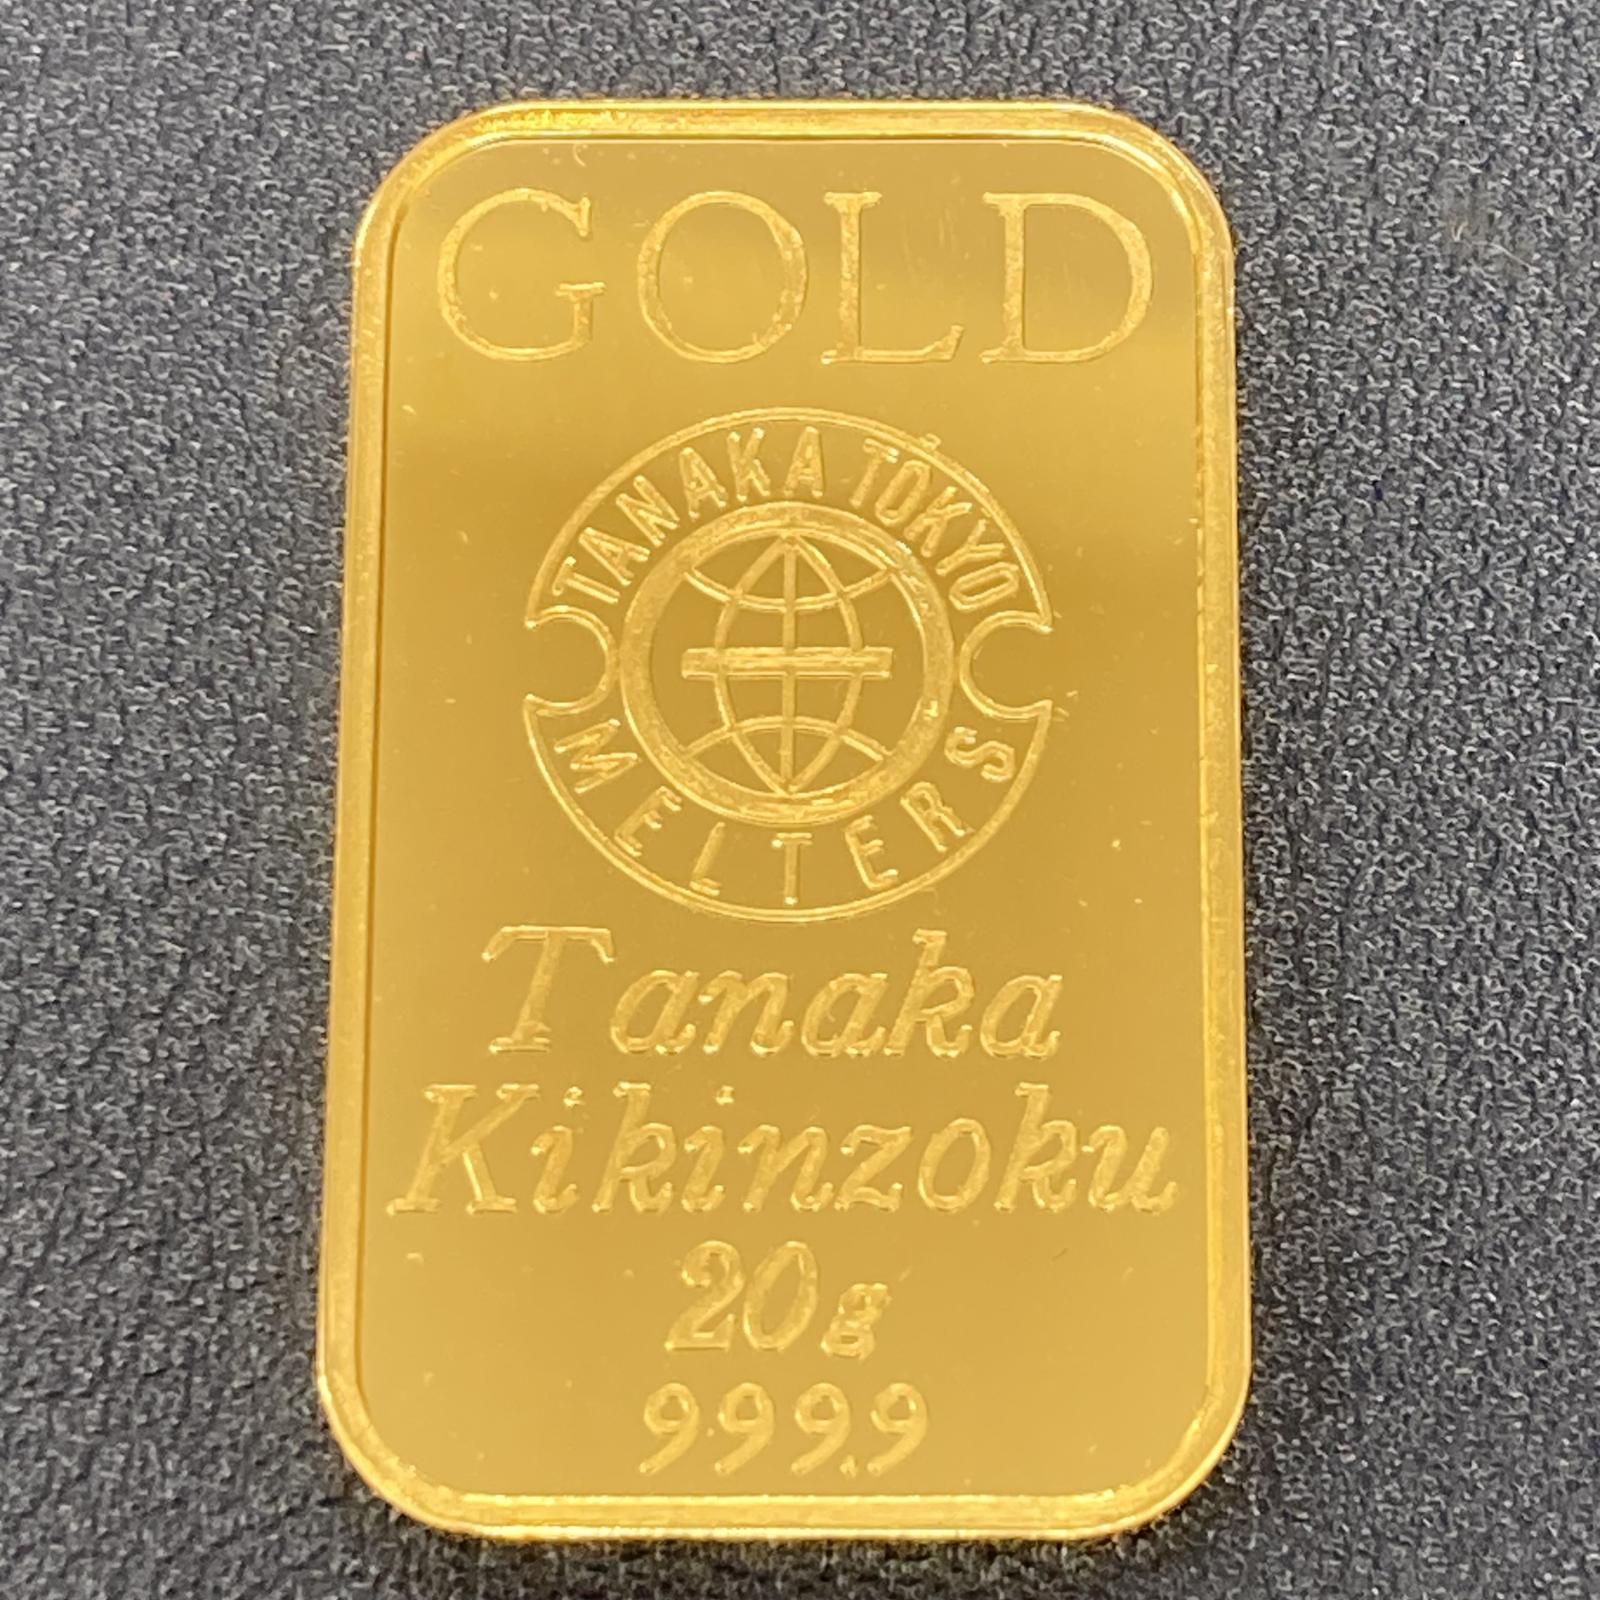 GOLD
TANAKA TOKYO
MELTERS
Tanaka
Kikinzoku
20g
999.9